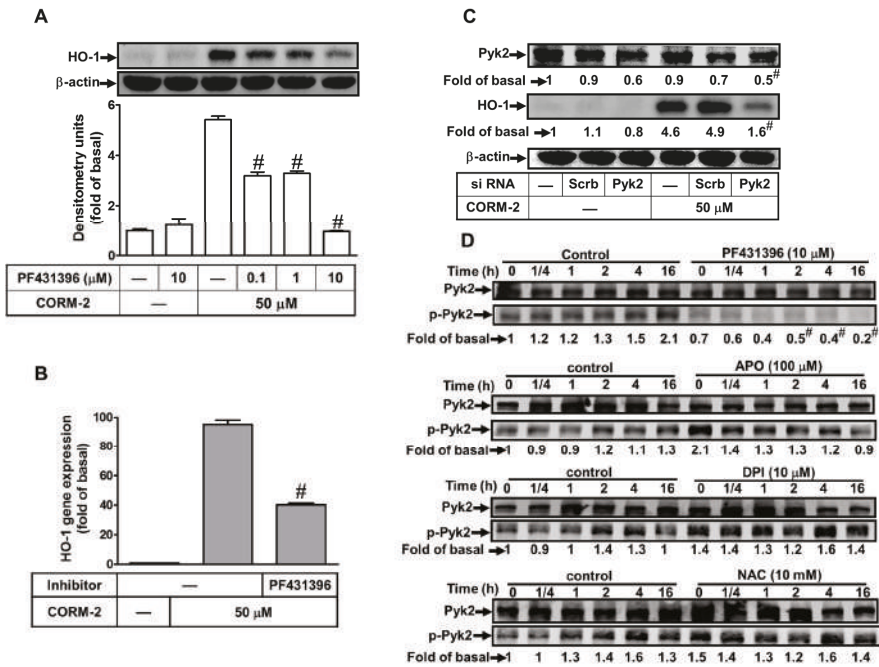 A
HO-1
β-actin
Densitometry units
(fold of basal)
6
4
2
0
# # #
PF431396 (μM) — 10 — 0.1 1 10
CORM-2 — 50 μM
B
HO-1 gene expression
(fold of basal)
100
80
60
40
20
0
#
Inhibitor — PF431396
CORM-2 — 50 μM
C
Pyk2
Fold of basal 1 0.9 0.6 0.9 0.7 0.5#
HO-1
Fold of basal 1 1.1 0.8 4.6 4.9 1.6#
β-actin
si RNA — Scrb Pyk2 — Scrb Pyk2
CORM-2 — 50 μM
D
Control PF431396 (10 μM)
Time (h) 0 1/4 1 2 4 16 0 1/4 1 2 4 16
Pyk2
p-Pyk2
Fold of basal 1 1.2 1.2 1.3 1.5 2.1 0.7 0.6 0.4 0.5# 0.4# 0.2#
control APO (100 μM)
Time (h) 0 1/4 1 2 4 16 0 1/4 1 2 4 16
Pyk2
p-Pyk2
Fold of basal 1 0.9 0.9 1.2 1.1 1.3 2.1 1.4 1.3 1.3 1.2 0.9
control DPI (10 μM)
Time (h) 0 1/4 1 2 4 16 0 1/4 1 2 4 16
Pyk2
p-Pyk2
Fold of basal 1 0.9 1 1.4 1.3 1 1.4 1.4 1.3 1.2 1.6 1.4
control NAC (10 mM)
Time (h) 0 1/4 1 2 4 16 0 1/4 1 2 4 16
Pyk2
p-Pyk2
Fold of basal 1 1 1.3 1.4 1.6 1.3 1.5 1.4 1.3 1.2 1.6 1.4